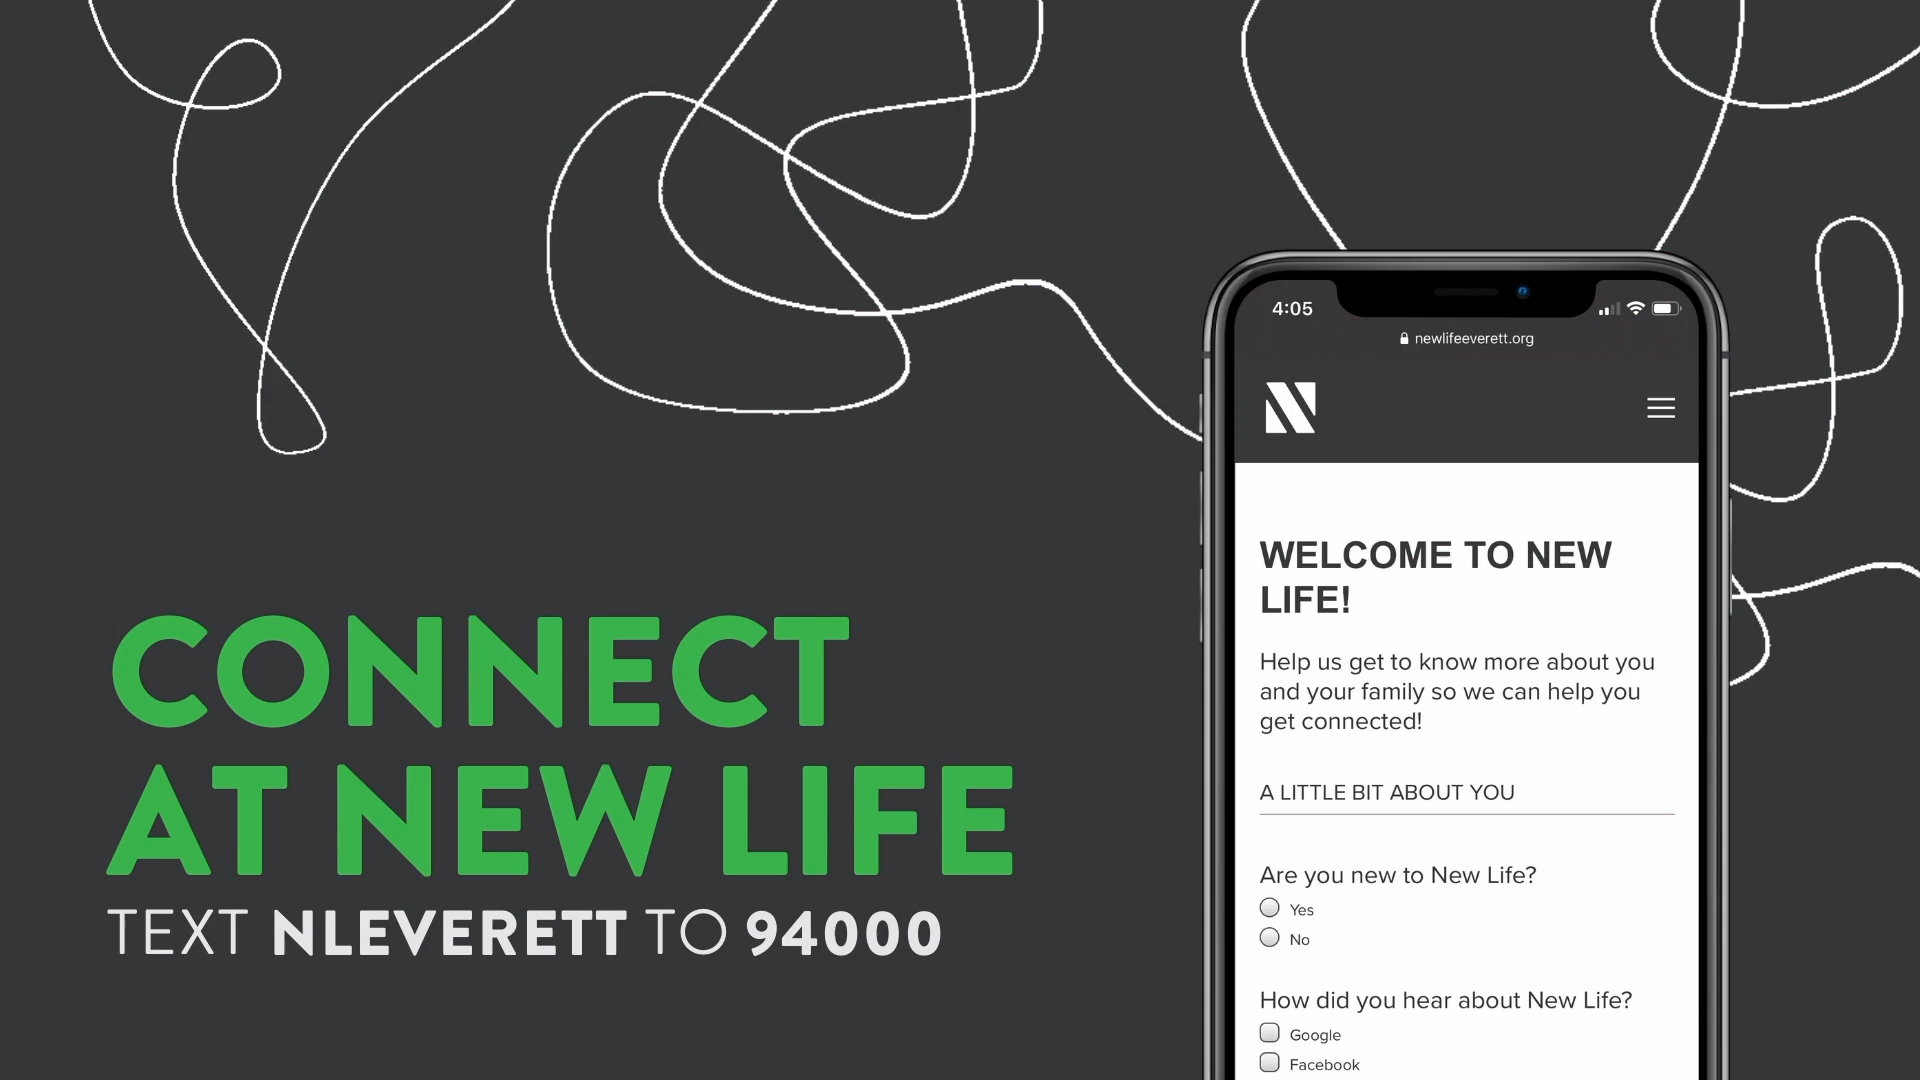 CONNECT
AT NEW LIFE
TEXT NLEVERETT TO 94000
4:05
newlifeeverett.org
N
WELCOME TO NEW
LIFE!
Help us get to know more about you
and your family so we can help you
get connected!
A LITTLE BIT ABOUT YOU
Are you new to New Life?
Yes
No
How did you hear about New Life?
Google
Facebook